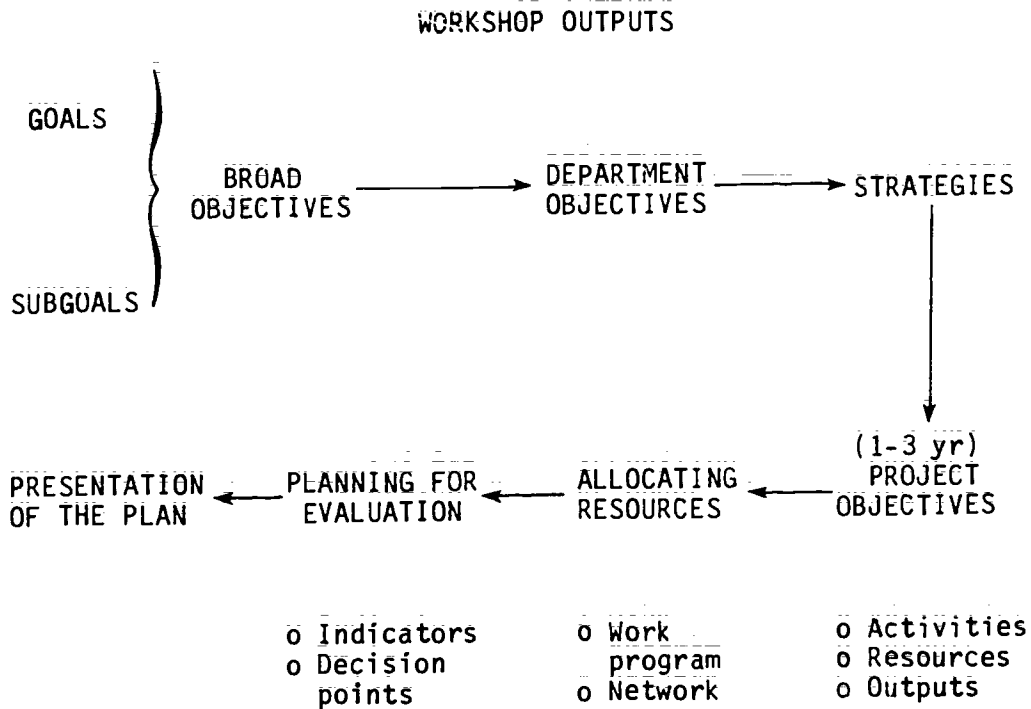 WORKSHOP OUTPUTS
GOALS
SUBGOALS
BROAD
OBJECTIVES
DEPARTMENT
OBJECTIVES
STRATEGIES
(1-3 yr)
PROJECT
OBJECTIVES
ALLOCATING
RESOURCES
PLANNING FOR
EVALUATION
PRESENTATION
OF THE PLAN
o Indicators
o Decision
points
o Work
program
o Network
o Activities
o Resources
o Outputs